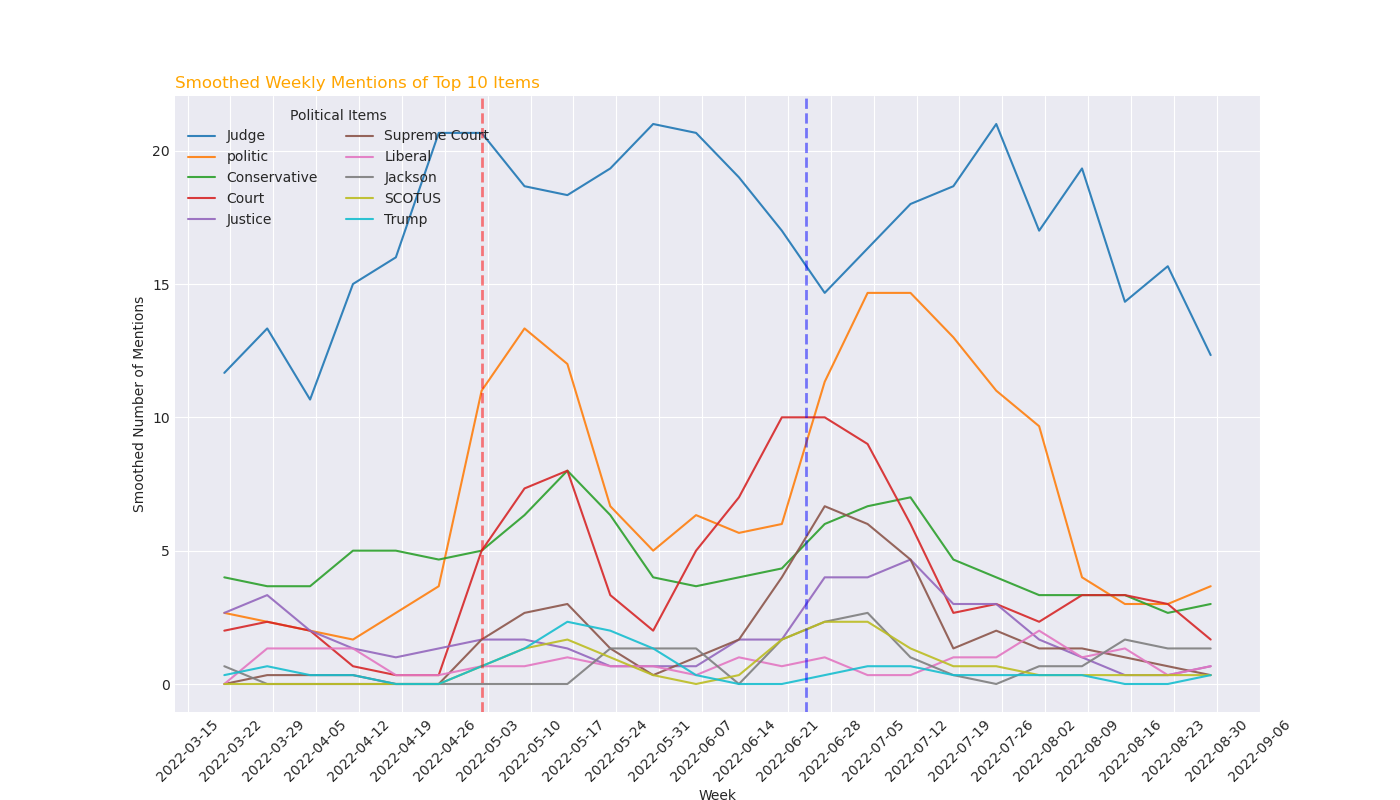 Smoothed Weekly Mentions of Top 10 Items
Political Items
Judge
politic
Conservative
Court
Justice
Supreme Court
Liberal
Jackson
SCOTUS
Trump
Smoothed Number of Mentions
20
15
10
5
0
2022-03-15
2022-03-22
2022-03-29
2022-04-05
2022-04-12
2022-04-19
2022-04-26
2022-05-03
2022-05-10
2022-05-17
2022-05-24
2022-05-31
2022-06-07
2022-06-14
2022-06-21
2022-06-28
2022-07-05
2022-07-12
2022-07-19
2022-07-26
2022-08-02
2022-08-09
2022-08-16
2022-08-23
2022-08-30
2022-09-06
Week